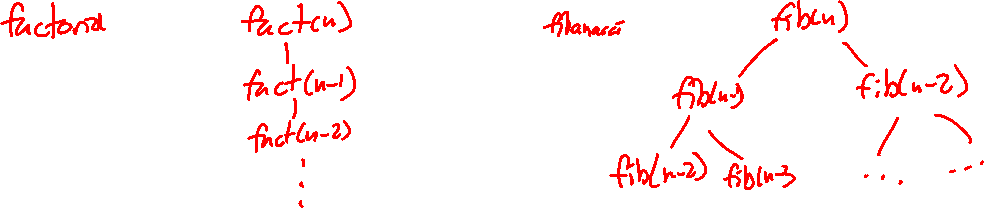 factorial fact(n) fibonacci fib(n)
fact(n-1) fib(n-1) fib(n-2)
fact(n-2) fib(n-2) fib(n-3